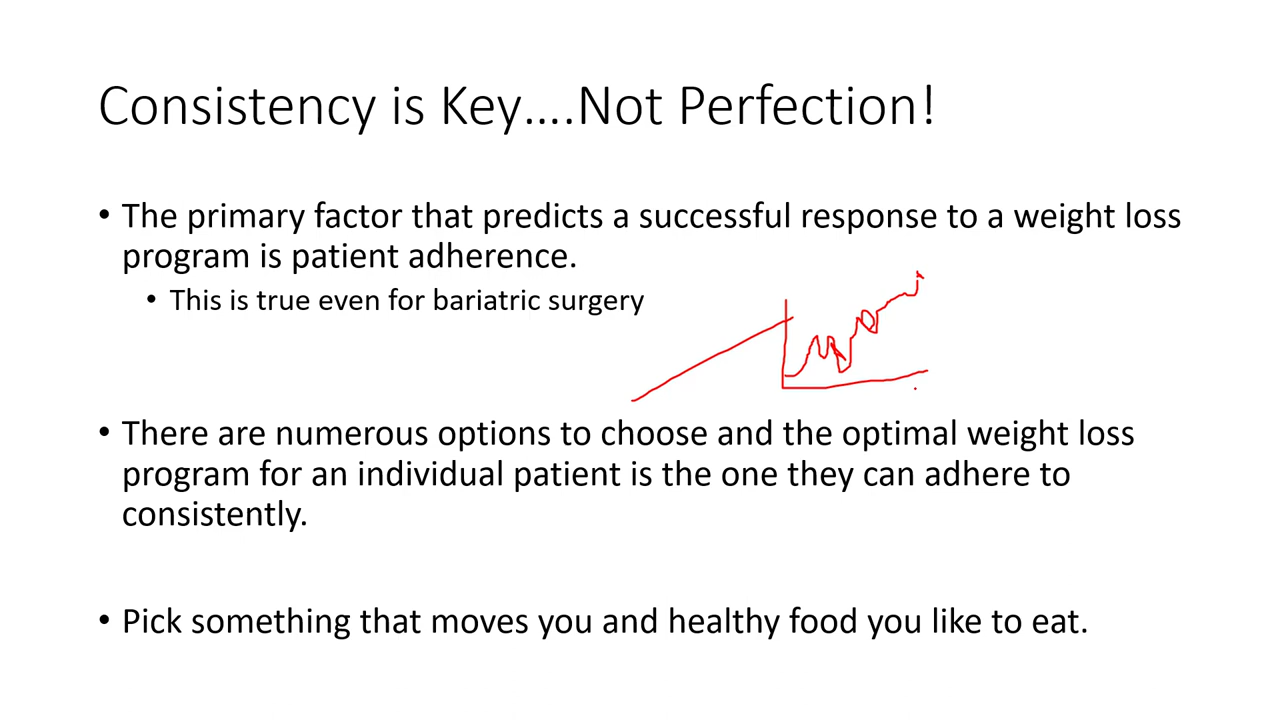 Consistency is Key....Not Perfection!
• The primary factor that predicts a successful response to a weight loss
program is patient adherence.
• This is true even for bariatric surgery
• There are numerous options to choose and the optimal weight loss
program for an individual patient is the one they can adhere to
consistently.
• Pick something that moves you and healthy food you like to eat.